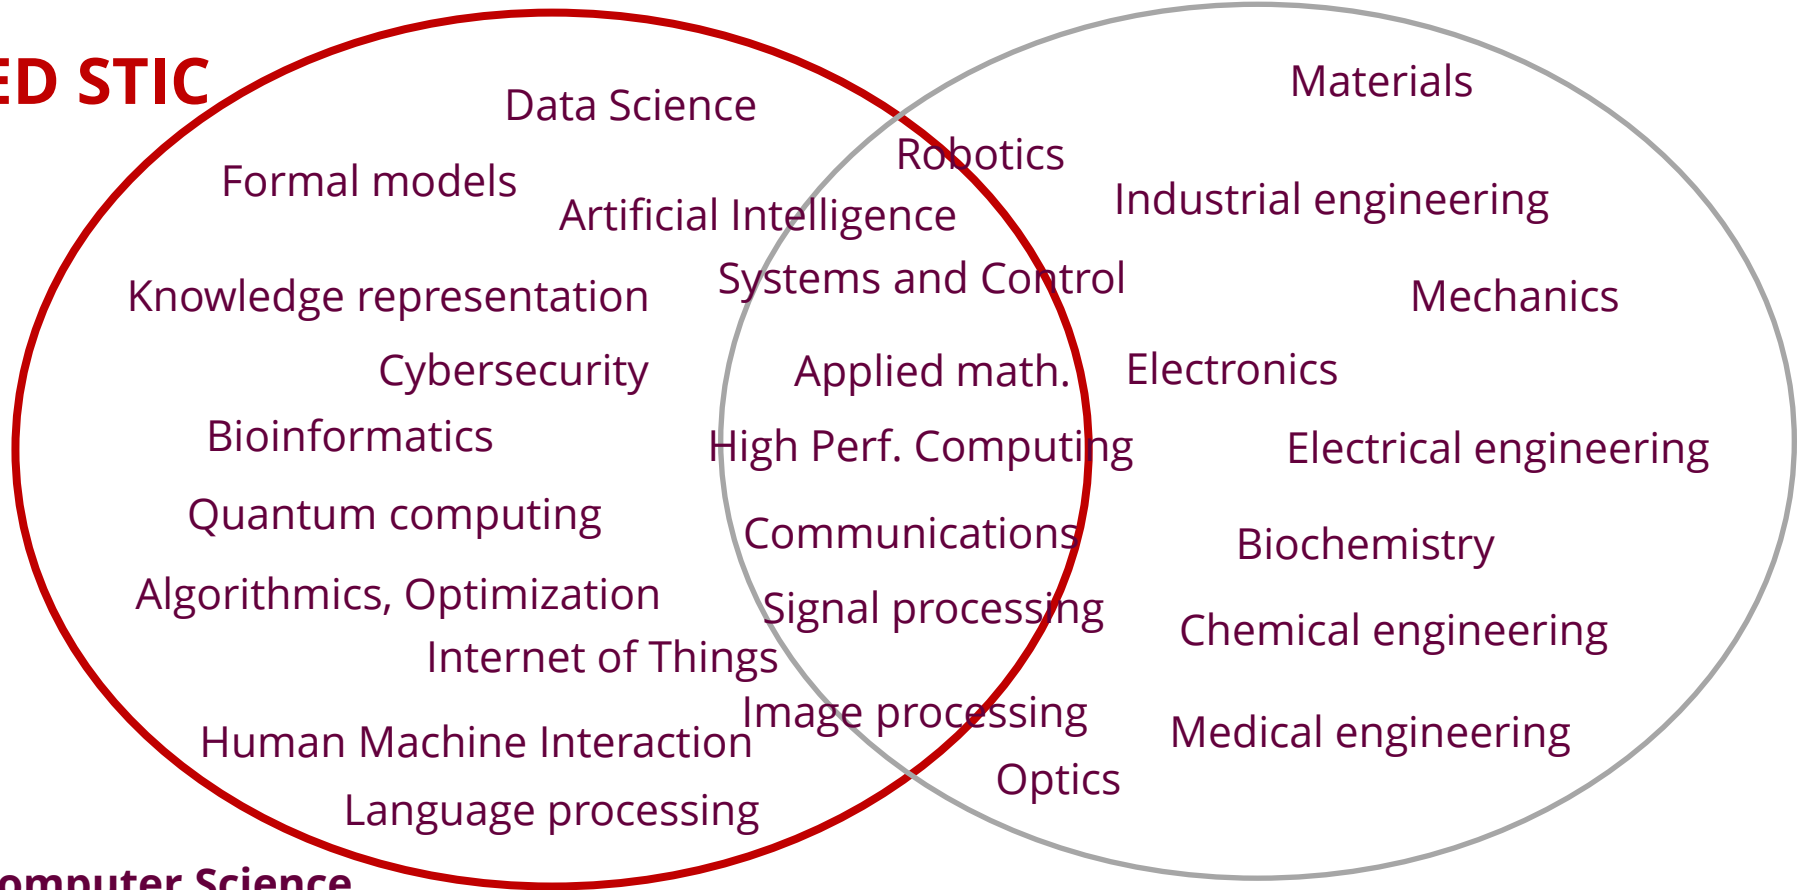 ED STIC
Data Science
Formal models
Artificial Intelligence
Knowledge representation
Systems and Control
Cybersecurity
Applied math.
Bioinformatics
High Perf. Computing
Quantum computing
Communications
Algorithmics, Optimization
Signal processing
Internet of Things
Image processing
Human Machine Interaction
Language processing
omputer Science
Robotics
Materials
Industrial engineering
Mechanics
Electronics
Electrical engineering
Biochemistry
Chemical engineering
Medical engineering
Optics